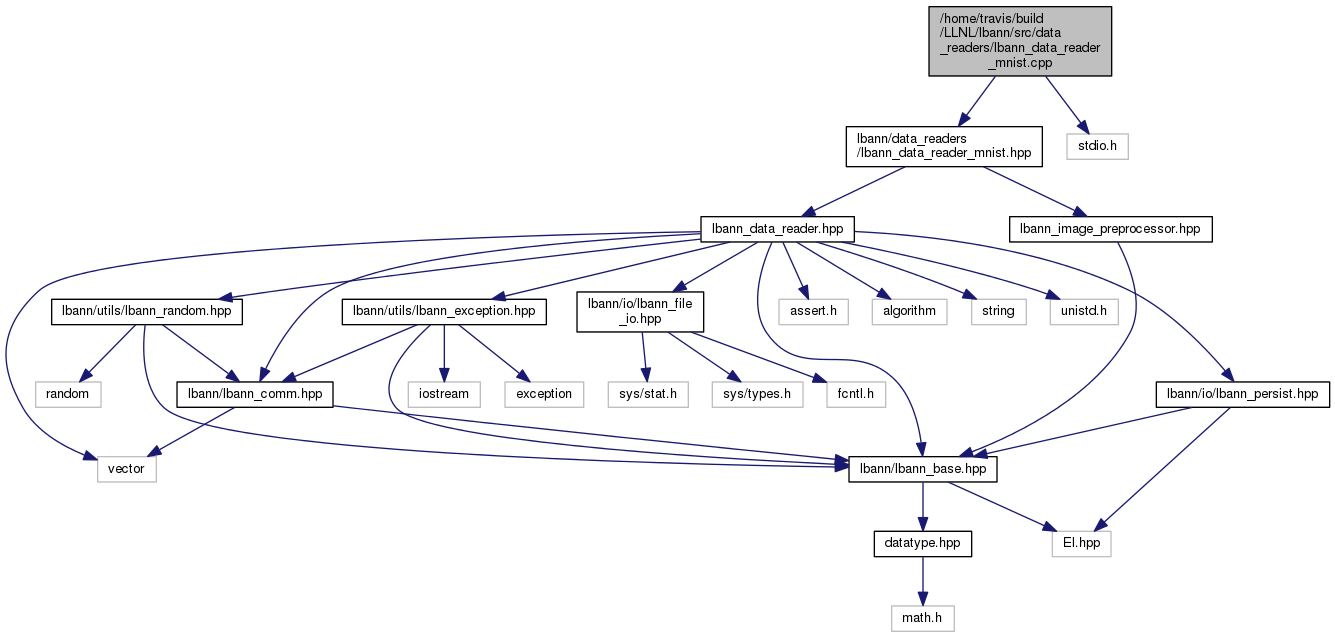 /home/travis/build
/LLNL/lbann/src/data
_readers/lbann_data_reader
_mnist.cpp
lbann/data_readers
/lbann_data_reader_mnist.hpp
stdio.h
lbann_data_reader.hpp
lbann_image_preprocessor.hpp
lbann/utils/lbann_random.hpp
lbann/utils/lbann_exception.hpp
lbann/io/lbann_file
_io.hpp
assert.h
algorithm
string
unistd.h
random
lbann/lbann_comm.hpp
iostream
exception
sys/stat.h
sys/types.h
fcntl.h
lbann/io/lbann_persist.hpp
vector
lbann/lbann_base.hpp
datatype.hpp
El.hpp
math.h